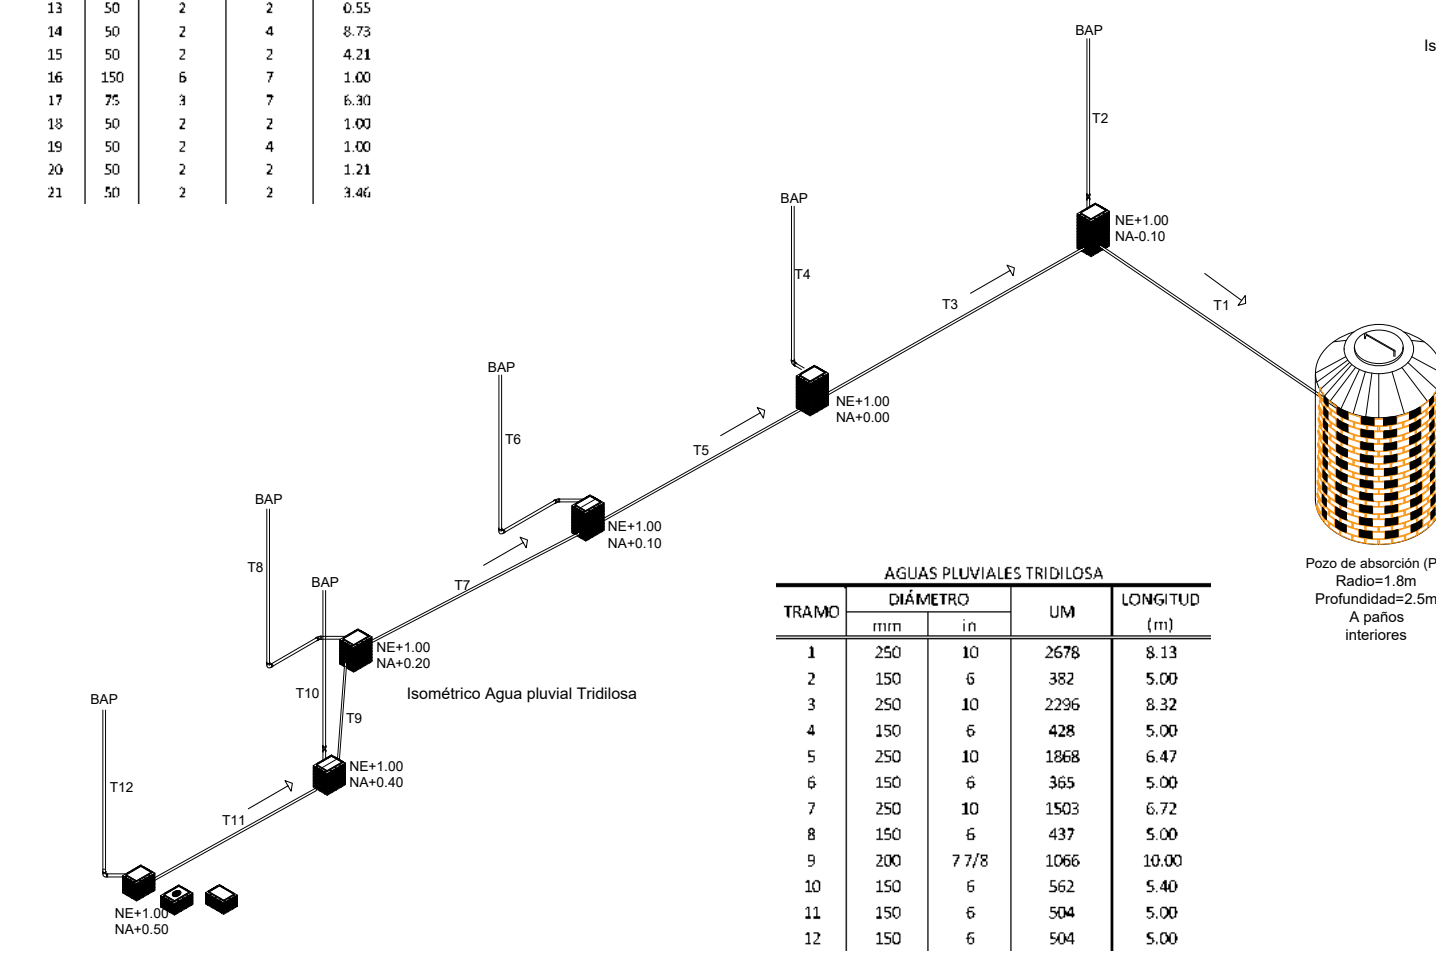 13 50 2 2 0.55
14 50 2 4 8.73
15 50 2 2 4.21
16 150 6 7 1.00
17 75 3 7 6.30
18 50 2 2 1.00
19 50 2 4 1.00
20 50 2 2 1.21
21 50 2 2 3.46
BAP
Is
T2
BAP
NE+1.00
NA-0.10
T4
T3
T1
BAP
NE+1.00
NA+0.00
T6
T5
BAP
NE+1.00
NA+0.10
T8
BAP
T7
NE+1.00
NA+0.20
T10
Isométrico Agua pluvial Tridilosa
BAP
T9
NE+1.00
NA+0.40
T12
T11
NE+1.00
NA+0.50
Pozo de absorción (P
Radio=1.8m
Profundidad=2.5m
A paños
interiores
AGUAS PLUVIALES TRIDILOSA
TRAMO DIÁMETRO UM LONGITUD
mm in (m)
1 250 10 2678 8.13
2 150 6 382 5.00
3 250 10 2296 8.32
4 150 6 428 5.00
5 250 10 1868 6.47
6 150 6 365 5.00
7 250 10 1503 6.72
8 150 6 437 5.00
9 200 7 7/8 1066 10.00
10 150 6 562 5.40
11 150 6 504 5.00
12 150 6 504 5.00